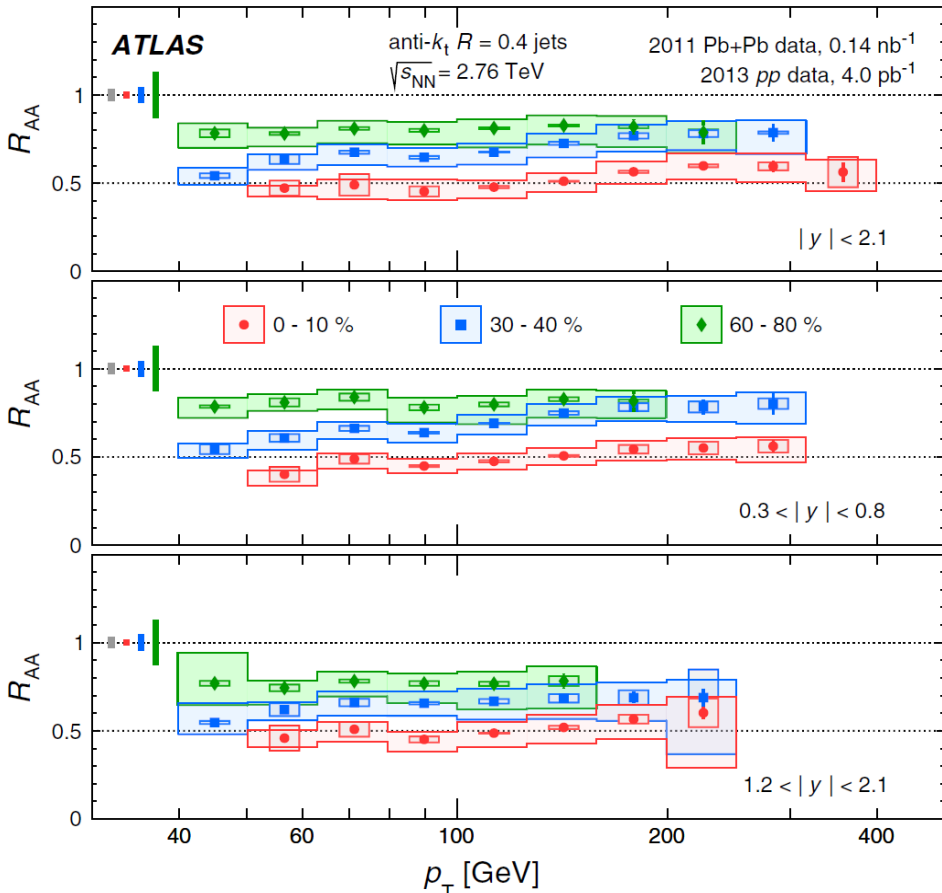 ATLAS
anti-kt R = 0.4 jets
√sNN = 2.76 TeV
2011 Pb+Pb data, 0.14 nb-1
2013 pp data, 4.0 pb-1
RAA
1
0.5
0
| y | < 2.1
RAA
1
0.5
0
0 - 10 %
30 - 40 %
60 - 80 %
0.3 < | y | < 0.8
RAA
1
0.5
0
1.2 < | y | < 2.1
40 60 100 200 400
pT [GeV]